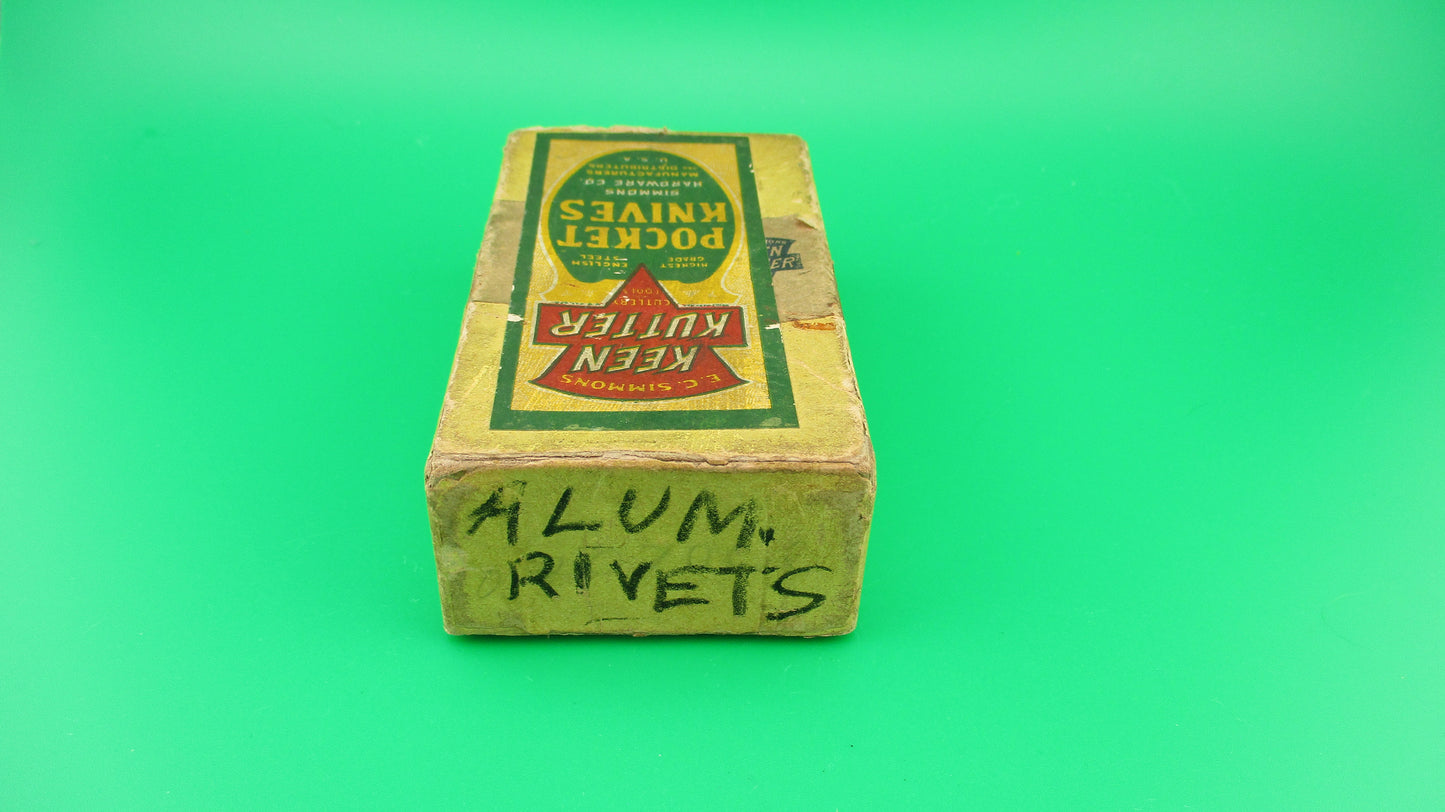 E.C. SIMMONS
KEEN
KUTTER
CUTLERY
TOOLS
HIGHEST GRADE
ENGLISH STEEL
POCKET
KNIVES
SIMMONS
HARDWARE CO.
MANUFACTURERS
AND DISTRIBUTERS
U.S.A.
ALUM.
RIVETS